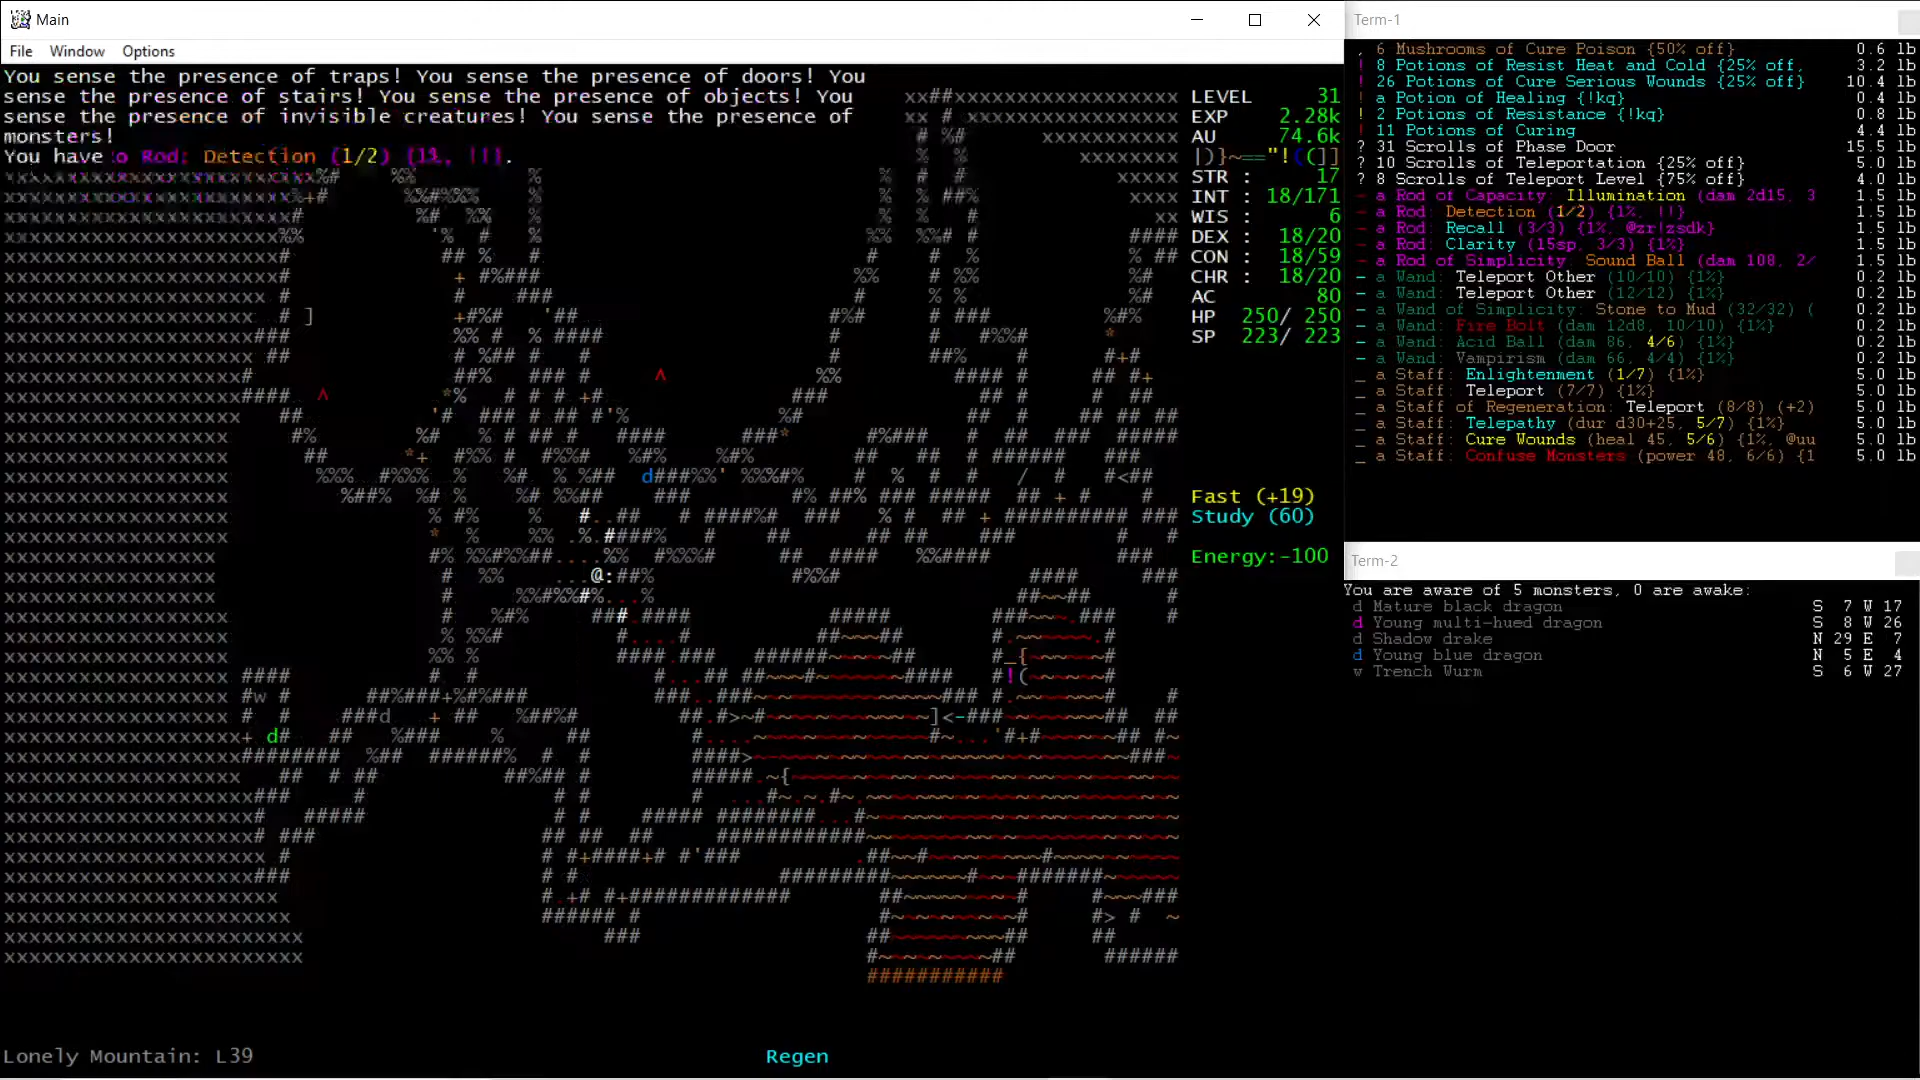 Main
File Window Options
You sense the presence of traps! You sense the presence of doors! You
sense the presence of stairs! You sense the presence of objects! You
sense the presence of invisible creatures! You sense the presence of
monsters!
You have o Rod: Detection (1/2) {1%, !!}.
LEVEL 31
EXP 2.28k
AU 74.6k
STR : 17
INT : 18/171
WIS : 6
DEX : 18/20
CON : 18/59
CHR : 18/20
AC 80
HP 250/ 250
SP 223/ 223
Fast (+19)
Study (60)
Energy:-100
Lonely Mountain: L39
Regen
Term-1
, 6 Mushrooms of Cure Poison {50% off} 0.6 lb
! 8 Potions of Resist Heat and Cold {25% off, 3.2 lb
! 26 Potions of Cure Serious Wounds {25% off} 10.4 lb
! a Potion of Healing {!kq} 0.4 lb
! 2 Potions of Resistance {!kq} 0.8 lb
! 11 Potions of Curing 4.4 lb
? 31 Scrolls of Phase Door 15.5 lb
? 10 Scrolls of Teleportation {25% off} 5.0 lb
? 8 Scrolls of Teleport Level {75% off} 4.0 lb
- a Rod of Capacity: Illumination (dam 2d15, 3 1.5 lb
- a Rod: Detection (1/2) {1%, !!} 1.5 lb
- a Rod: Recall (3/3) {1%, @zr!zsdk} 1.5 lb
- a Rod: Clarity (15sp, 3/3) {1%} 1.5 lb
- a Rod of Simplicity: Sound Ball (dam 108, 2/ 1.5 lb
- a Wand: Teleport Other (10/10) {1%} 0.2 lb
- a Wand: Teleport Other (12/12) {1%} 0.2 lb
- a Wand of Simplicity: Stone to Mud (32/32) ( 0.2 lb
- a Wand: Fire Bolt (dam 12d8, 10/10) {1%} 0.2 lb
- a Wand: Acid Ball (dam 86, 4/6) {1%} 0.2 lb
- a Wand: Vampirism (dam 66, 4/4) {1%} 0.2 lb
_ a Staff: Enlightenment (1/7) {1%} 5.0 lb
_ a Staff: Teleport (7/7) {1%} 5.0 lb
_ a Staff of Regeneration: Teleport (8/8) (+2) 5.0 lb
_ a Staff: Telepathy (dur d30+25, 5/7) {1%} 5.0 lb
_ a Staff: Cure Wounds (heal 45, 5/6) {1%, @uu 5.0 lb
_ a Staff: Confuse Monsters (power 48, 6/6) {1 5.0 lb
Term-2
You are aware of 5 monsters, 0 are awake:
d Mature black dragon S 7 W 17
d Young multi-hued dragon S 8 W 26
d Shadow drake N 29 E 7
d Young blue dragon N 5 E 4
w Trench Wurm S 6 W 27